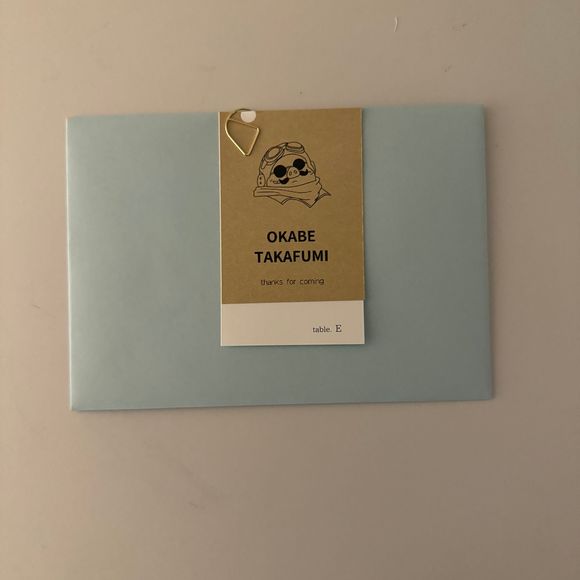 OKABE
TAKAFUMI
thanks for coming
table. E